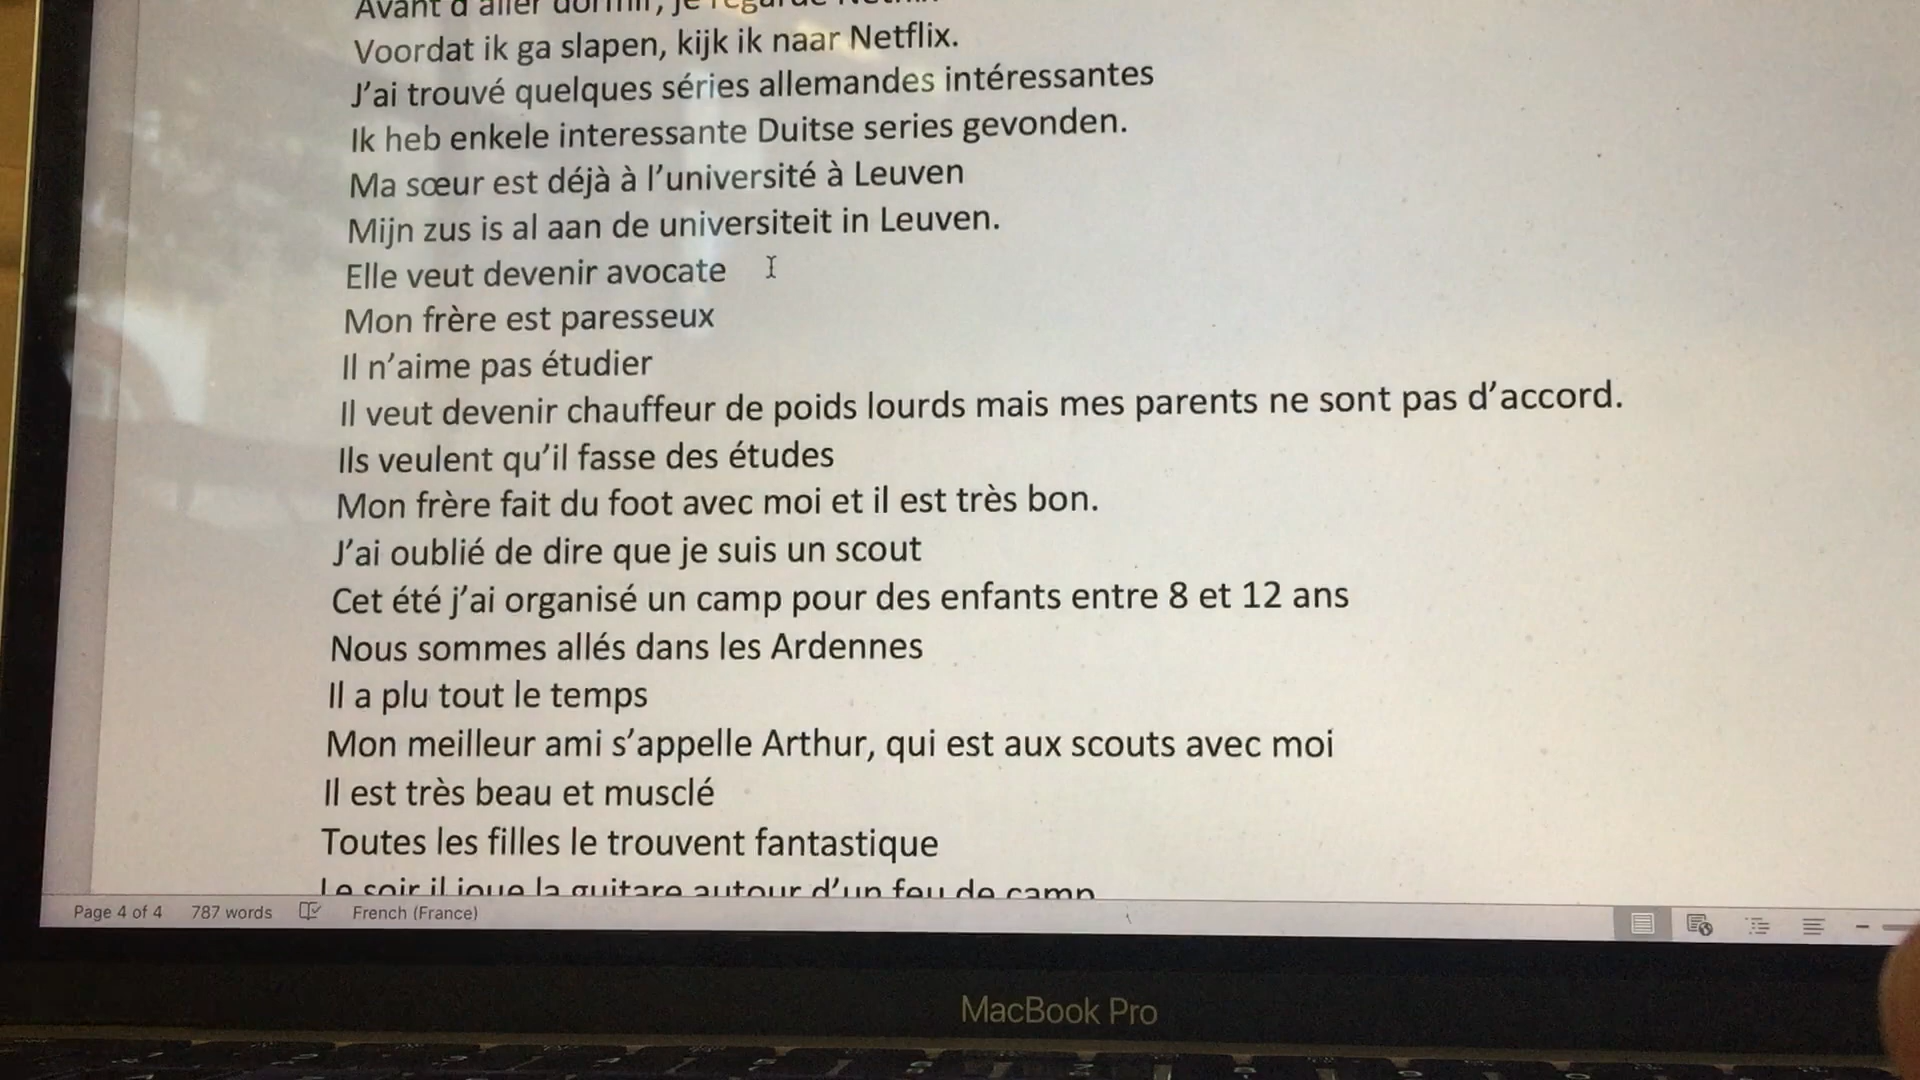 Avant d'aller dormir, je regarde Netflix
Voordat ik ga slapen, kijk ik naar Netflix.
J'ai trouvé quelques séries allemandes intéressantes
Ik heb enkele interessante Duitse series gevonden.
Ma sœur est déjà à l'université à Leuven
Mijn zus is al aan de universiteit in Leuven.
Elle veut devenir avocate
Mon frère est paresseux
Il n'aime pas étudier
Il veut devenir chauffeur de poids lourds mais mes parents ne sont pas d'accord.
Ils veulent qu'il fasse des études
Mon frère fait du foot avec moi et il est très bon.
J'ai oublié de dire que je suis un scout
Cet été j'ai organisé un camp pour des enfants entre 8 et 12 ans
Nous sommes allés dans les Ardennes
Il a plu tout le temps
Mon meilleur ami s'appelle Arthur, qui est aux scouts avec moi
Il est très beau et musclé
Toutes les filles le trouvent fantastique
Le soir il joue la guitare autour d'un feu de camp
Page 4 of 4 787 words French (France)
MacBook Pro